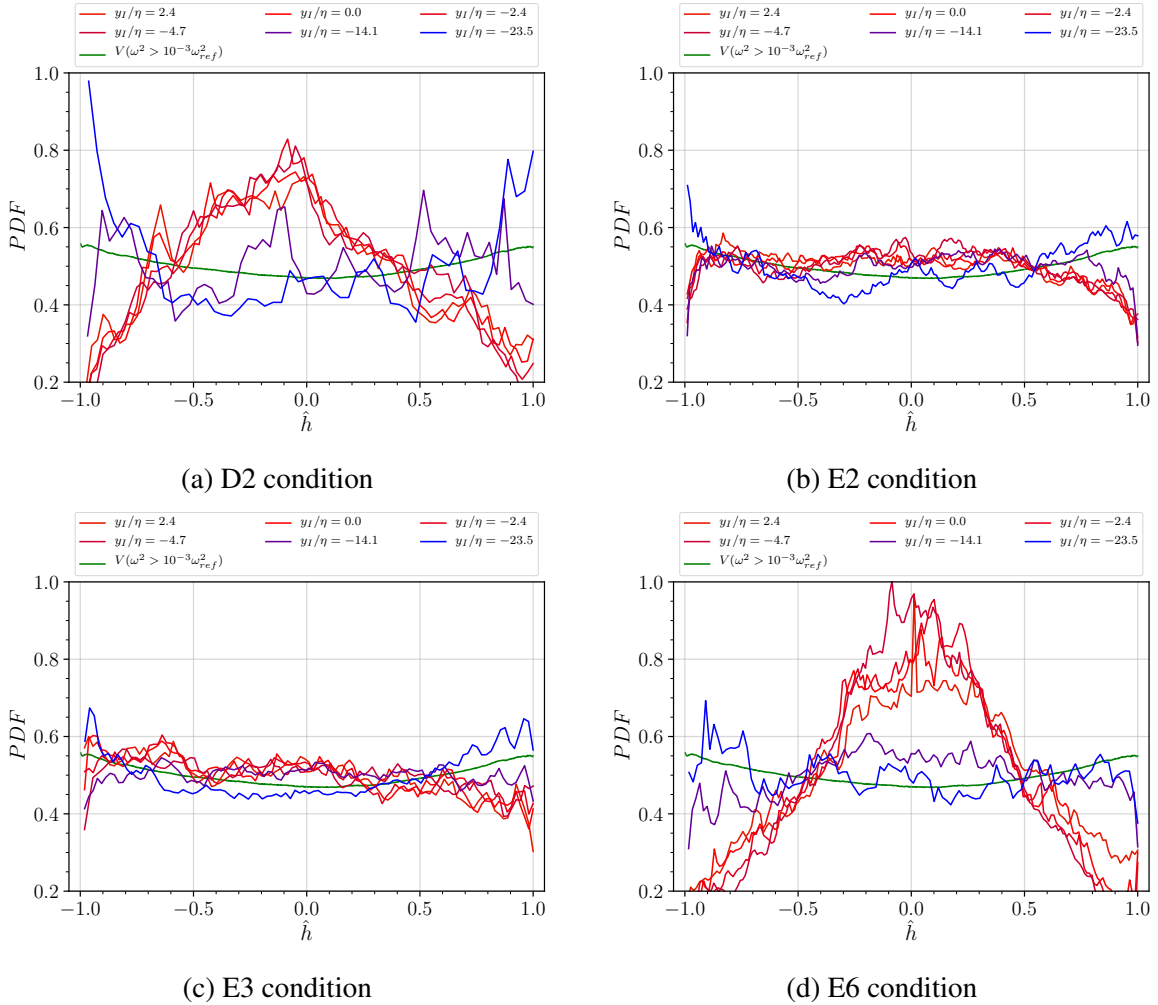 y_I/η = 2.4 y_I/η = 0.0 y_I/η = −2.4
y_I/η = −4.7 y_I/η = −14.1 y_I/η = −23.5
V(ω² > 10⁻³ω²_ref)
1.0
0.8
0.6
0.4
0.2
PDF
−1.0 −0.5 0.0 0.5 1.0
ĥ
(a) D2 condition
y_I/η = 2.4 y_I/η = 0.0 y_I/η = −2.4
y_I/η = −4.7 y_I/η = −14.1 y_I/η = −23.5
V(ω² > 10⁻³ω²_ref)
1.0
0.8
0.6
0.4
0.2
PDF
−1.0 −0.5 0.0 0.5 1.0
ĥ
(b) E2 condition
y_I/η = 2.4 y_I/η = 0.0 y_I/η = −2.4
y_I/η = −4.7 y_I/η = −14.1 y_I/η = −23.5
V(ω² > 10⁻³ω²_ref)
1.0
0.8
0.6
0.4
0.2
PDF
−1.0 −0.5 0.0 0.5 1.0
ĥ
(c) E3 condition
y_I/η = 2.4 y_I/η = 0.0 y_I/η = −2.4
y_I/η = −4.7 y_I/η = −14.1 y_I/η = −23.5
V(ω² > 10⁻³ω²_ref)
1.0
0.8
0.6
0.4
0.2
PDF
−1.0 −0.5 0.0 0.5 1.0
ĥ
(d) E6 condition